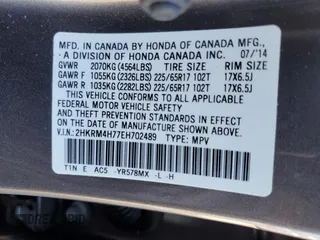 MFD. IN CANADA BY HONDA OF CANADA MFG.,
A DIVISION OF HONDA CANADA INC. 07/'14
GVWR 2070KG (4564LBS) TIRE SIZE RIM SIZE
GAWR F 1055KG (2326LBS) 225/65R17 102T 17X6.5J
GAWR R 1035KG (2282LBS) 225/65R17 102T 17X6.5J
THIS VEHICLE CONFORMS TO ALL APPLICABLE
FEDERAL MOTOR VEHICLE SAFETY, BUMPER,
AND THEFT PREVENTION STANDARDS IN EFFECT
ON THE DATE OF MANUFACTURE SHOWN ABOVE.
V.I.N: 2HKRM4H77EH702489 TYPE: MPV
T1N E AC5 -YR578MX -L -H